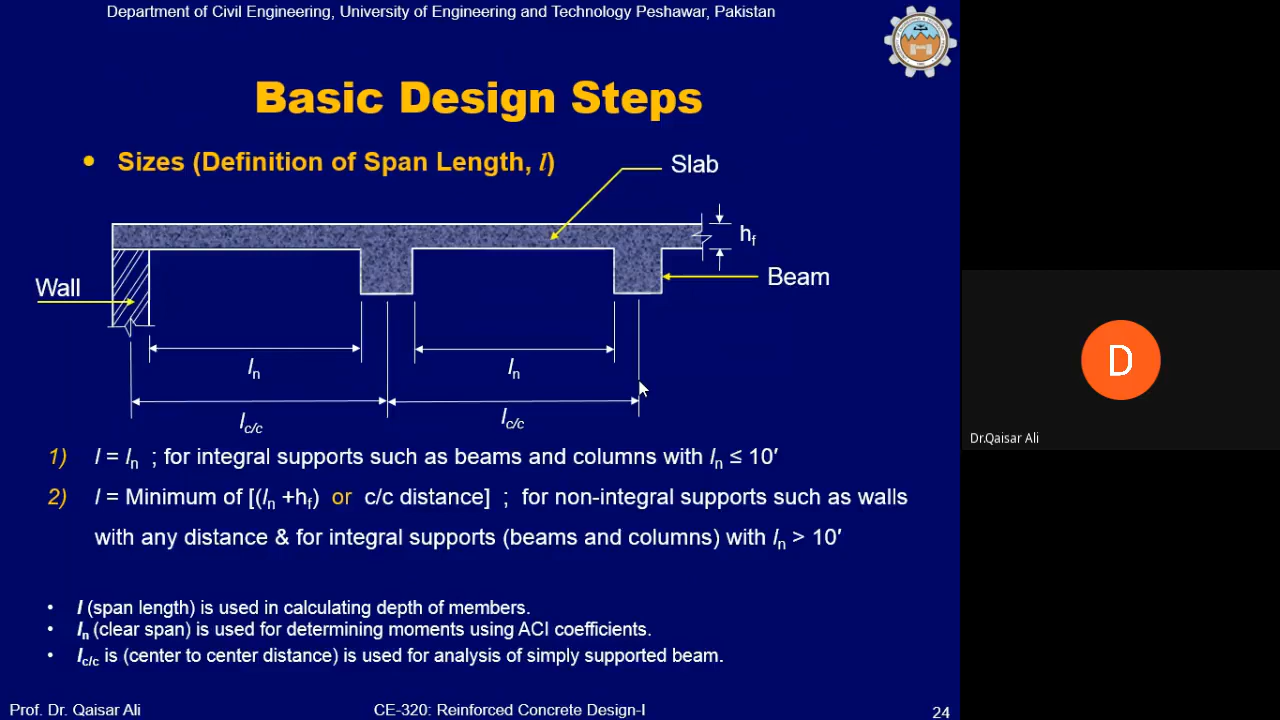 Department of Civil Engineering, University of Engineering and Technology Peshawar, Pakistan
Basic Design Steps
• Sizes (Definition of Span Length, l)
Slab
hf
Wall
Beam
ln
ln
lc/c
lc/c
1) l = ln ; for integral supports such as beams and columns with ln ≤ 10′
2) l = Minimum of [(ln +hf) or c/c distance] ; for non-integral supports such as walls
with any distance & for integral supports (beams and columns) with ln > 10′
• l (span length) is used in calculating depth of members.
• ln (clear span) is used for determining moments using ACI coefficients.
• lc/c is (center to center distance) is used for analysis of simply supported beam.
Prof. Dr. Qaisar Ali
CE-320: Reinforced Concrete Design-I
24
D
Dr.Qaisar Ali